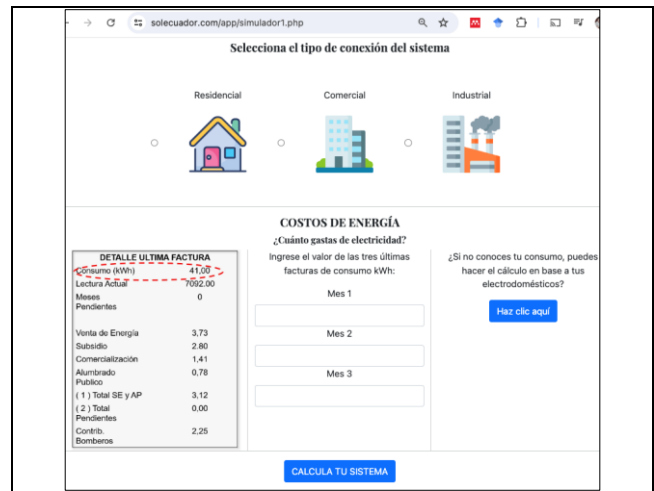 solecuador.com/app/simulador1.php
Selecciona el tipo de conexión del sistema
Residencial
Comercial
Industrial
COSTOS DE ENERGÍA
¿Cuánto gastas de electricidad?
DETALLE ULTIMA FACTURA
Consumo (kWh) 41,00
Lectura Actual 7092.00
Meses 0
Pendientes
Venta de Energía 3,73
Subsidio 2.80
Comercialización 1,41
Alumbrado 0,78
Publico
( 1 ) Total SE y AP 3,12
( 2 ) Total 0,00
Pendientes
Contrib. 2,25
Bomberos
Ingrese el valor de las tres últimas
facturas de consumo kWh:
Mes 1
Mes 2
Mes 3
¿Si no conoces tu consumo, puedes
hacer el cálculo en base a tus
electrodomésticos?
Haz clic aquí
CALCULA TU SISTEMA